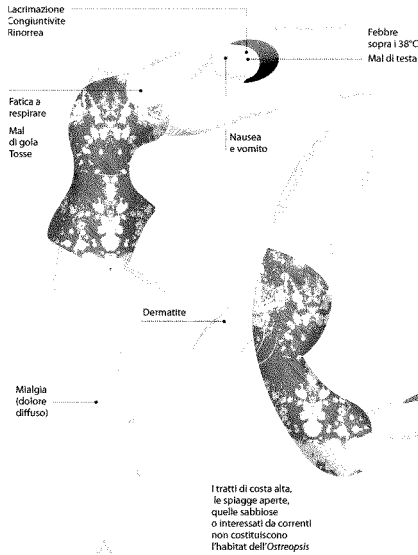 Lacrimazione
Congiuntivite
Rinorrea
Febbre
sopra i 38°C
Mal di testa
Fatica a
respirare
Mal
di gola
Tosse
Nausea
e vomito
Dermatite
Mialgia
(dolore
diffuso)
I tratti di costa alta,
le spiagge aperte,
quelle sabbiose
o interessati da correnti
non costituiscono
l'habitat dell'Ostreopsis